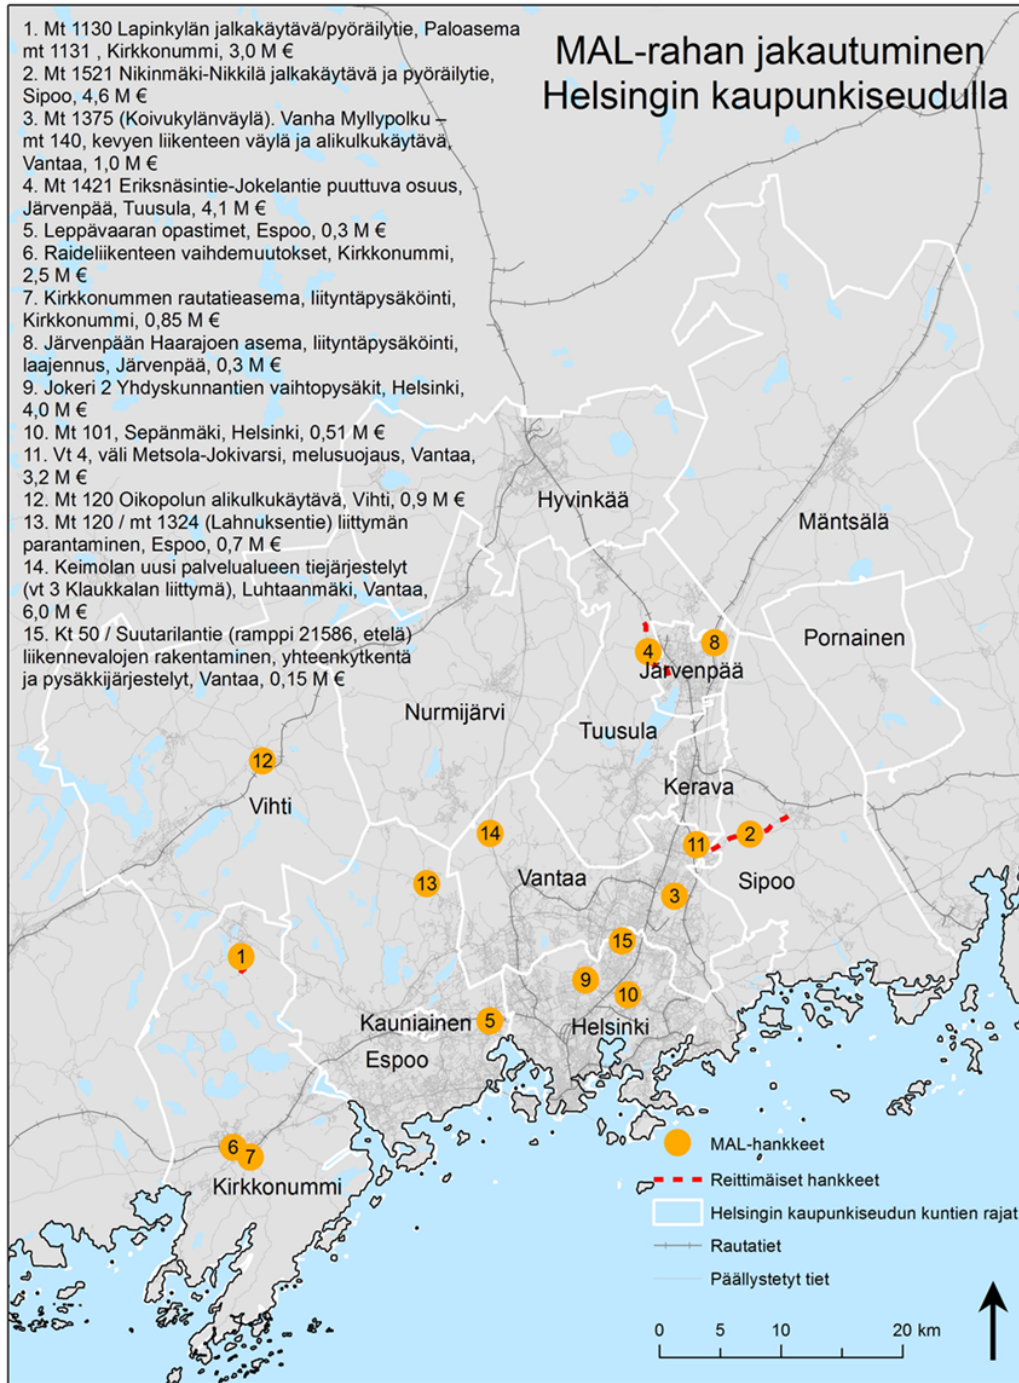 MAL-rahan jakautuminen
Helsingin kaupunkiseudulla
1. Mt 1130 Lapinkylän jalkakäytävä/pyöräilytie, Paloasema
mt 1131 , Kirkkonummi, 3,0 M €
2. Mt 1521 Nikinmäki-Nikkilä jalkakäytävä ja pyöräilytie,
Sipoo, 4,6 M €
3. Mt 1375 (Koivukylänväylä). Vanha Myllypolku –
mt 140, kevyen liikenteen väylä ja alikulkukäytävä,
Vantaa, 1,0 M €
4. Mt 1421 Eriksnäsintie-Jokelantie puuttuva osuus,
Järvenpää, Tuusula, 4,1 M €
5. Leppävaaran opastimet, Espoo, 0,3 M €
6. Raideliikenteen vaihdemuutokset, Kirkkonummi,
2,5 M €
7. Kirkkonummen rautatieasema, liityntäpysäköinti,
Kirkkonummi, 0,85 M €
8. Järvenpään Haarajoen asema, liityntäpysäköinti,
laajennus, Järvenpää, 0,3 M €
9. Jokeri 2 Yhdyskunnantien vaihtopysäkit, Helsinki,
4,0 M €
10. Mt 101, Sepänmäki, Helsinki, 0,51 M €
11. Vt 4, väli Metsola-Jokivarsi, melusuojaus, Vantaa,
3,2 M €
12. Mt 120 Oikopolun alikulkukäytävä, Vihti, 0,9 M €
13. Mt 120 / mt 1324 (Lahnuksentie) liittymän
parantaminen, Espoo, 0,7 M €
14. Keimolan uusi palvelualueen tiejärjestelyt
(vt 3 Klaukkalan liittymä), Luhtaanmäki, Vantaa,
6,0 M €
15. Kt 50 / Suutarilantie (ramppi 21586, etelä)
liikennevalojen rakentaminen, yhteenkytkentä
ja pysäkkijärjestelyt, Vantaa, 0,15 M €
Hyvinkää
Mäntsälä
Pornainen
4
8
Järvenpää
Nurmijärvi
Tuusula
12
Kerava
Vihti
14
11
2
13
Vantaa
3
Sipoo
15
1
9
10
Kauniainen
5
Helsinki
Espoo
6
7
Kirkkonummi
MAL-hankkeet
Reittimäiset hankkeet
Helsingin kaupunkiseudun kuntien rajat
Rautatiet
Päällystetyt tiet
0 5 10 20 km